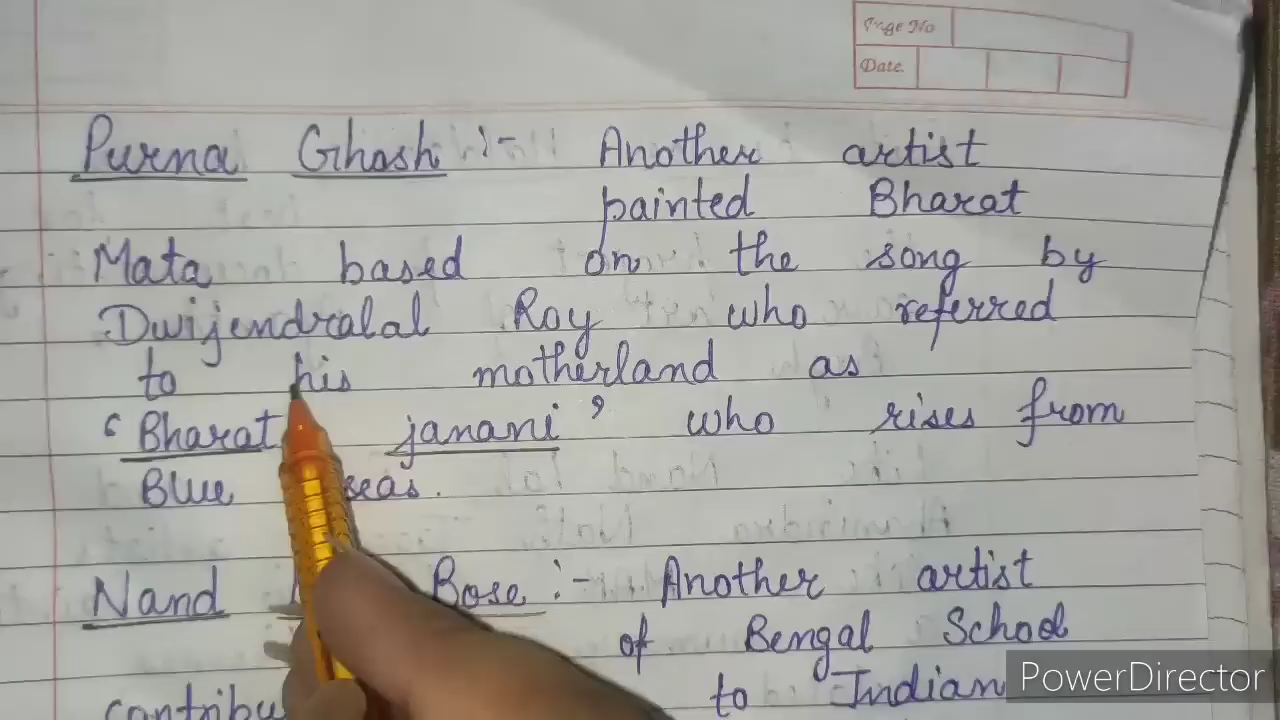 Page No
Date.
Purna Ghosh :- Another artist
painted Bharat
Mata based on the song by
Dwijendralal Roy who referred
to his motherland as
‘Bharat janani’ who rises from
Blue seas.
Nand Bose :- Another artist
of Bengal School
to Indian
PowerDirector